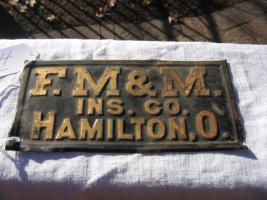 F. M & M.
INS. CO.
HAMILTON, O.